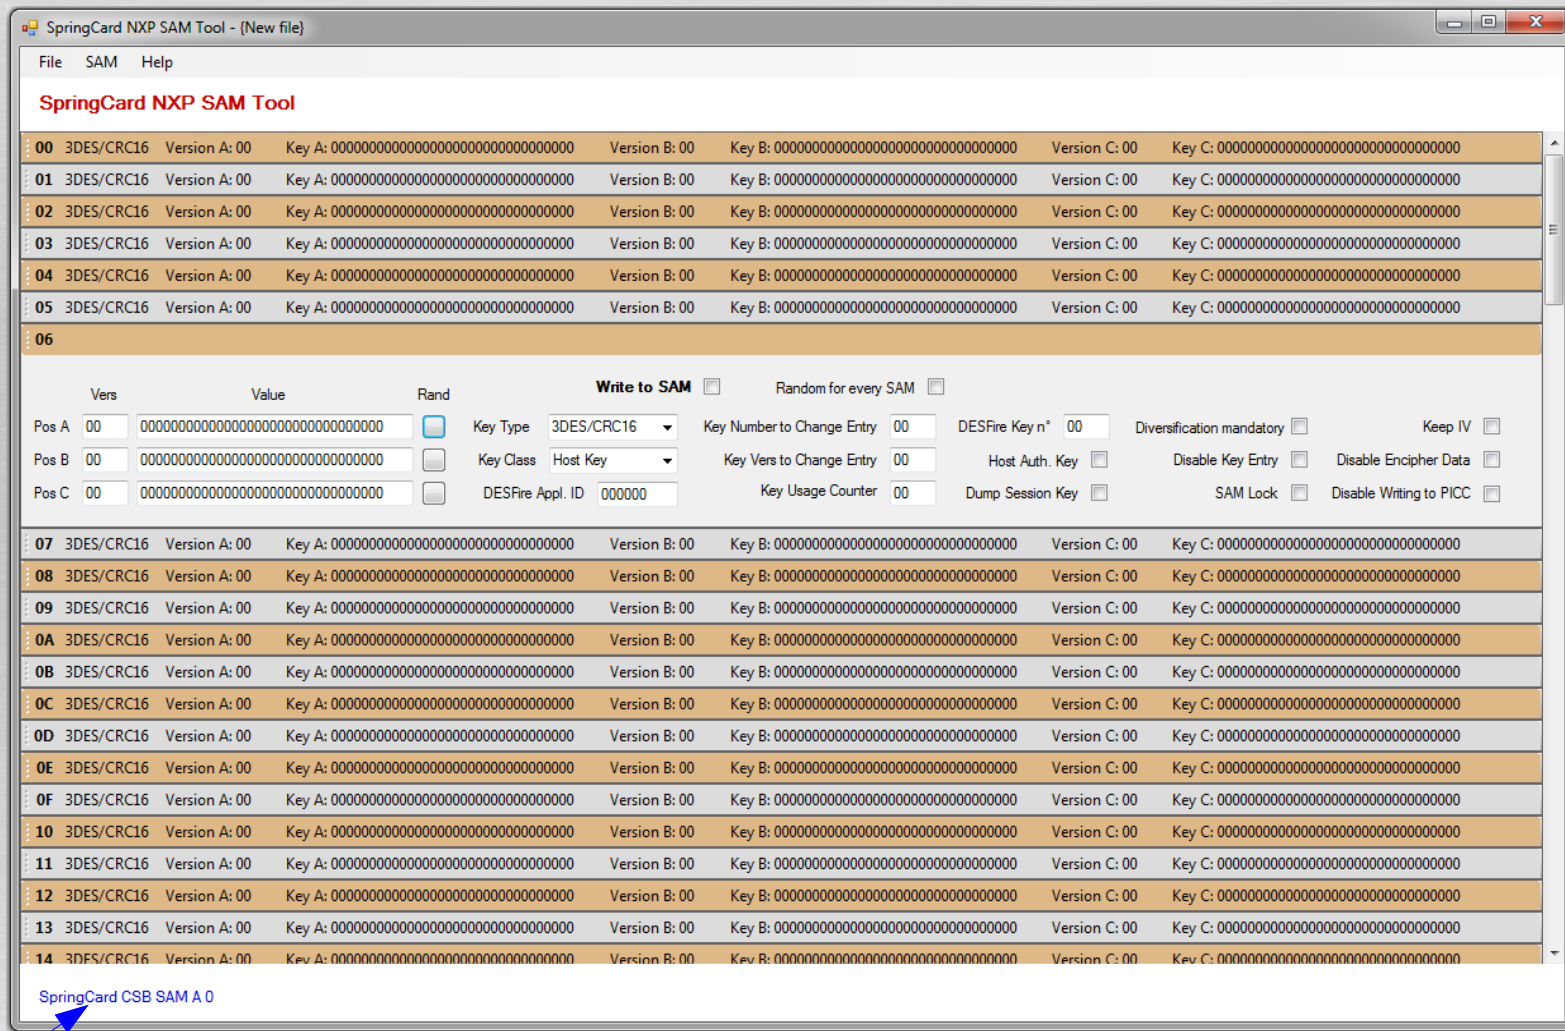 SpringCard NXP SAM Tool - {New file}
File SAM Help
SpringCard NXP SAM Tool
00 3DES/CRC16 Version A: 00 Key A: 00000000000000000000000000000000 Version B: 00 Key B: 00000000000000000000000000000000 Version C: 00 Key C: 00000000000000000000000000000000
01 3DES/CRC16 Version A: 00 Key A: 00000000000000000000000000000000 Version B: 00 Key B: 00000000000000000000000000000000 Version C: 00 Key C: 00000000000000000000000000000000
02 3DES/CRC16 Version A: 00 Key A: 00000000000000000000000000000000 Version B: 00 Key B: 00000000000000000000000000000000 Version C: 00 Key C: 00000000000000000000000000000000
03 3DES/CRC16 Version A: 00 Key A: 00000000000000000000000000000000 Version B: 00 Key B: 00000000000000000000000000000000 Version C: 00 Key C: 00000000000000000000000000000000
04 3DES/CRC16 Version A: 00 Key A: 00000000000000000000000000000000 Version B: 00 Key B: 00000000000000000000000000000000 Version C: 00 Key C: 00000000000000000000000000000000
05 3DES/CRC16 Version A: 00 Key A: 00000000000000000000000000000000 Version B: 00 Key B: 00000000000000000000000000000000 Version C: 00 Key C: 00000000000000000000000000000000
06
Vers Value Rand Write to SAM Random for every SAM
Pos A 00 00000000000000000000000000000000 Key Type 3DES/CRC16 Key Number to Change Entry 00 DESFire Key n° 00 Diversification mandatory Keep IV
Pos B 00 00000000000000000000000000000000 Key Class Host Key Key Vers to Change Entry 00 Host Auth. Key Disable Key Entry Disable Encipher Data
Pos C 00 00000000000000000000000000000000 DESFire Appl. ID 000000 Key Usage Counter 00 Dump Session Key SAM Lock Disable Writing to PICC
07 3DES/CRC16 Version A: 00 Key A: 00000000000000000000000000000000 Version B: 00 Key B: 00000000000000000000000000000000 Version C: 00 Key C: 00000000000000000000000000000000
08 3DES/CRC16 Version A: 00 Key A: 00000000000000000000000000000000 Version B: 00 Key B: 00000000000000000000000000000000 Version C: 00 Key C: 00000000000000000000000000000000
09 3DES/CRC16 Version A: 00 Key A: 00000000000000000000000000000000 Version B: 00 Key B: 00000000000000000000000000000000 Version C: 00 Key C: 00000000000000000000000000000000
0A 3DES/CRC16 Version A: 00 Key A: 00000000000000000000000000000000 Version B: 00 Key B: 00000000000000000000000000000000 Version C: 00 Key C: 00000000000000000000000000000000
0B 3DES/CRC16 Version A: 00 Key A: 00000000000000000000000000000000 Version B: 00 Key B: 00000000000000000000000000000000 Version C: 00 Key C: 00000000000000000000000000000000
0C 3DES/CRC16 Version A: 00 Key A: 00000000000000000000000000000000 Version B: 00 Key B: 00000000000000000000000000000000 Version C: 00 Key C: 00000000000000000000000000000000
0D 3DES/CRC16 Version A: 00 Key A: 00000000000000000000000000000000 Version B: 00 Key B: 00000000000000000000000000000000 Version C: 00 Key C: 00000000000000000000000000000000
0E 3DES/CRC16 Version A: 00 Key A: 00000000000000000000000000000000 Version B: 00 Key B: 00000000000000000000000000000000 Version C: 00 Key C: 00000000000000000000000000000000
0F 3DES/CRC16 Version A: 00 Key A: 00000000000000000000000000000000 Version B: 00 Key B: 00000000000000000000000000000000 Version C: 00 Key C: 00000000000000000000000000000000
10 3DES/CRC16 Version A: 00 Key A: 00000000000000000000000000000000 Version B: 00 Key B: 00000000000000000000000000000000 Version C: 00 Key C: 00000000000000000000000000000000
11 3DES/CRC16 Version A: 00 Key A: 00000000000000000000000000000000 Version B: 00 Key B: 00000000000000000000000000000000 Version C: 00 Key C: 00000000000000000000000000000000
12 3DES/CRC16 Version A: 00 Key A: 00000000000000000000000000000000 Version B: 00 Key B: 00000000000000000000000000000000 Version C: 00 Key C: 00000000000000000000000000000000
13 3DES/CRC16 Version A: 00 Key A: 00000000000000000000000000000000 Version B: 00 Key B: 00000000000000000000000000000000 Version C: 00 Key C: 00000000000000000000000000000000
14 3DES/CRC16 Version A: 00 Key A: 00000000000000000000000000000000 Version B: 00 Key B: 00000000000000000000000000000000 Version C: 00 Key C: 00000000000000000000000000000000
SpringCard CSB SAM A 0